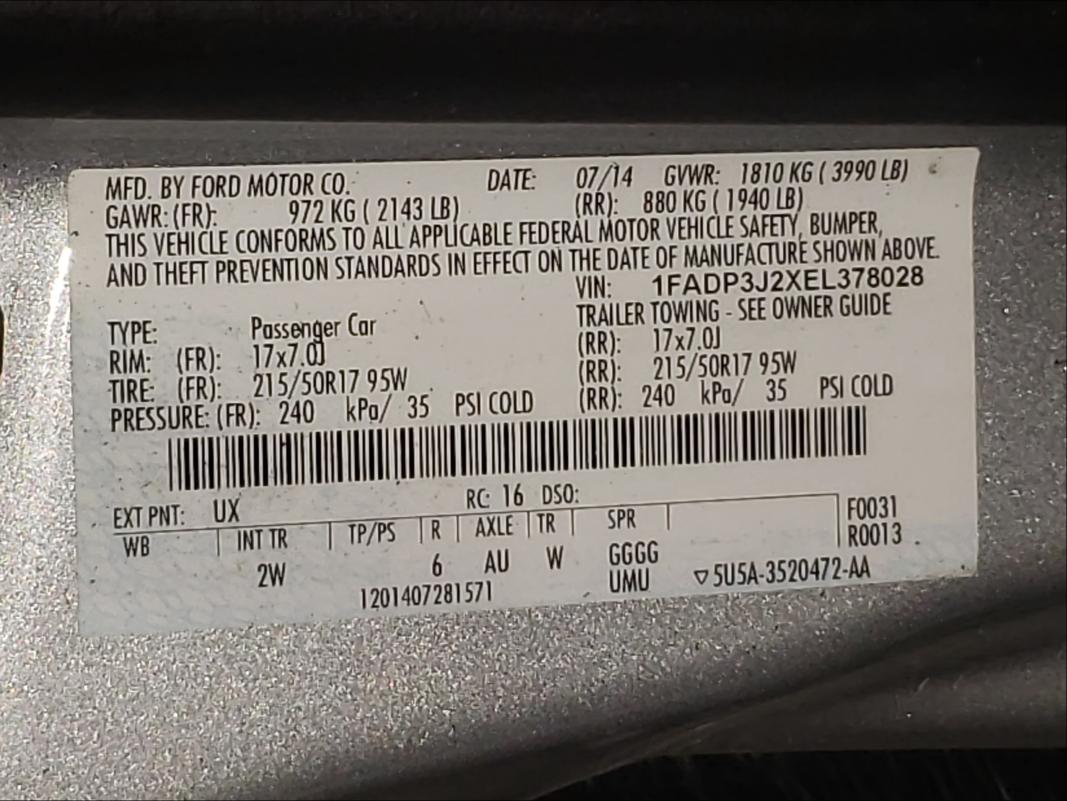 MFD. BY FORD MOTOR CO. DATE: 07/14 GVWR: 1810 KG ( 3990 LB)
GAWR: (FR): 972 KG ( 2143 LB) (RR): 880 KG ( 1940 LB)
THIS VEHICLE CONFORMS TO ALL APPLICABLE FEDERAL MOTOR VEHICLE SAFETY, BUMPER,
AND THEFT PREVENTION STANDARDS IN EFFECT ON THE DATE OF MANUFACTURE SHOWN ABOVE.
VIN: 1FADP3J2XEL378028
TYPE: Passenger Car TRAILER TOWING - SEE OWNER GUIDE
RIM: (FR): 17x7.0J (RR): 17x7.0J
TIRE: (FR): 215/50R17 95W (RR): 215/50R17 95W
PRESSURE: (FR): 240 kPa/ 35 PSI COLD (RR): 240 kPa/ 35 PSI COLD
EXT PNT: UX RC: 16 DSO: F0031
WB INT TR TP/PS R AXLE TR SPR R0013
2W 6 AU W GGGG
1201407281571 UMU ▽5U5A-3520472-AA